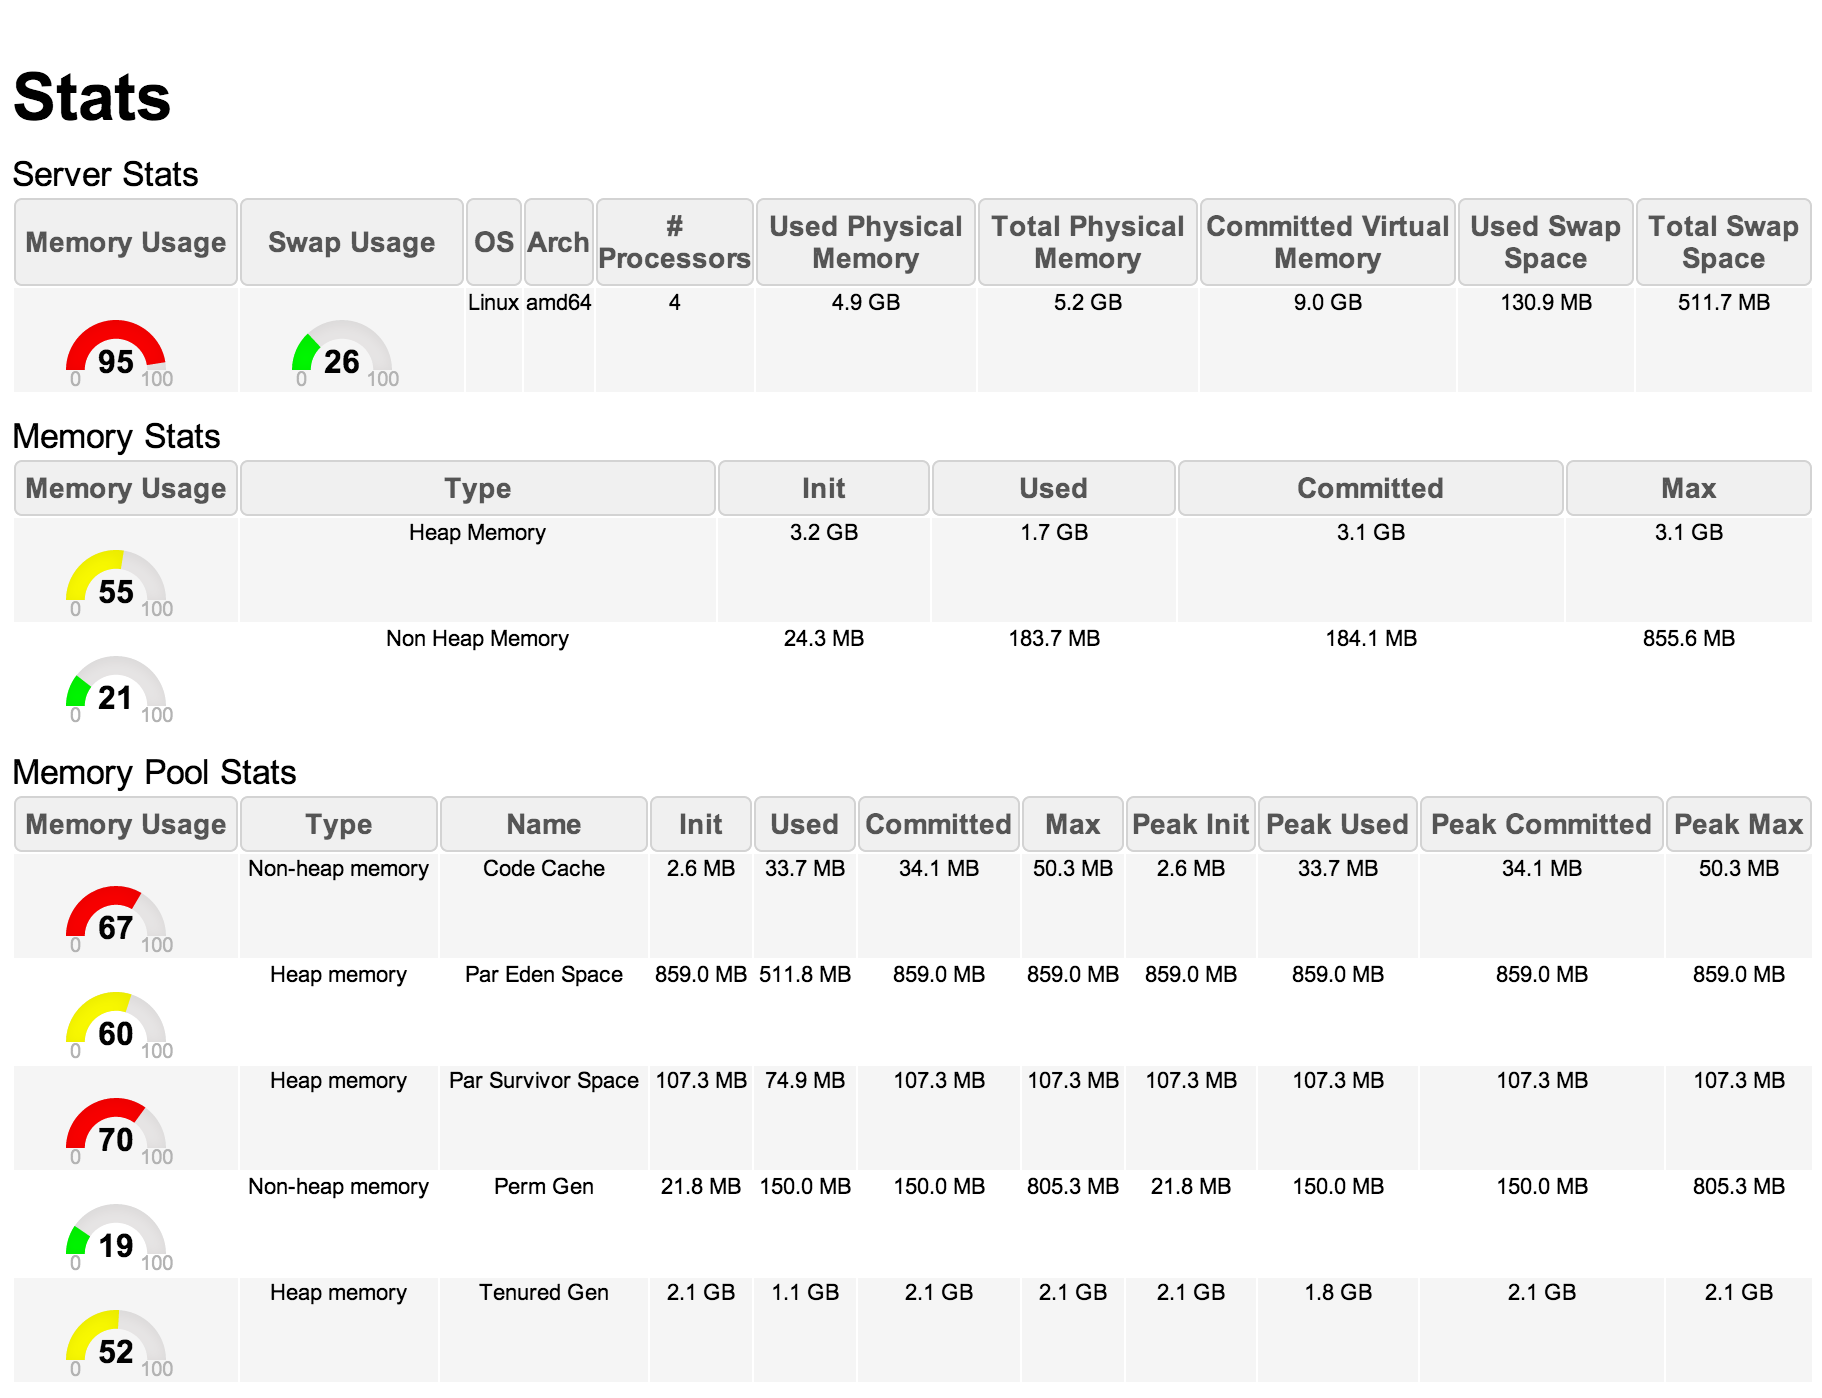 Stats
Server Stats
Memory Usage Swap Usage OS Arch # Processors Used Physical Memory Total Physical Memory Committed Virtual Memory Used Swap Space Total Swap Space
Linux amd64 4 4.9 GB 5.2 GB 9.0 GB 130.9 MB 511.7 MB
95 26
0 100 0 100
Memory Stats
Memory Usage Type Init Used Committed Max
Heap Memory 3.2 GB 1.7 GB 3.1 GB 3.1 GB
55
0 100
Non Heap Memory 24.3 MB 183.7 MB 184.1 MB 855.6 MB
21
0 100
Memory Pool Stats
Memory Usage Type Name Init Used Committed Max Peak Init Peak Used Peak Committed Peak Max
Non-heap memory Code Cache 2.6 MB 33.7 MB 34.1 MB 50.3 MB 2.6 MB 33.7 MB 34.1 MB 50.3 MB
67
0 100
Heap memory Par Eden Space 859.0 MB 511.8 MB 859.0 MB 859.0 MB 859.0 MB 859.0 MB 859.0 MB 859.0 MB
60
0 100
Heap memory Par Survivor Space 107.3 MB 74.9 MB 107.3 MB 107.3 MB 107.3 MB 107.3 MB 107.3 MB 107.3 MB
70
0 100
Non-heap memory Perm Gen 21.8 MB 150.0 MB 150.0 MB 805.3 MB 21.8 MB 150.0 MB 150.0 MB 805.3 MB
19
0 100
Heap memory Tenured Gen 2.1 GB 1.1 GB 2.1 GB 2.1 GB 2.1 GB 1.8 GB 2.1 GB 2.1 GB
52
0 100